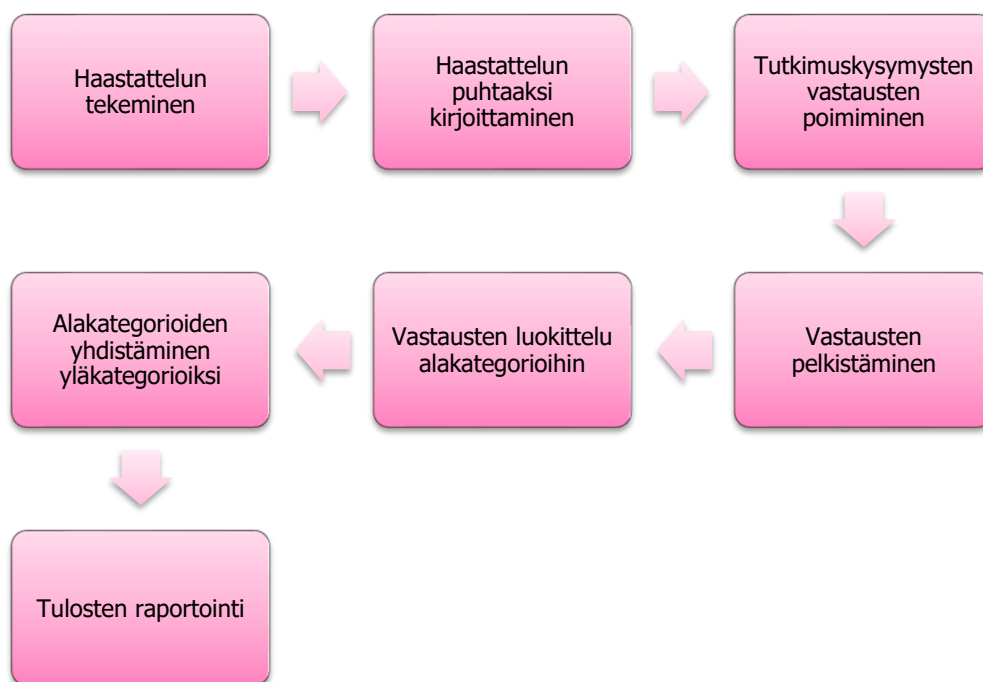 Haastattelun
tekeminen
Haastattelun
puhtaaksi
kirjoittaminen
Tutkimuskysymysten
vastausten
poimiminen
Vastausten
pelkistäminen
Vastausten luokittelu
alakategorioihin
Alakategorioiden
yhdistäminen
yläkategorioiksi
Tulosten raportointi